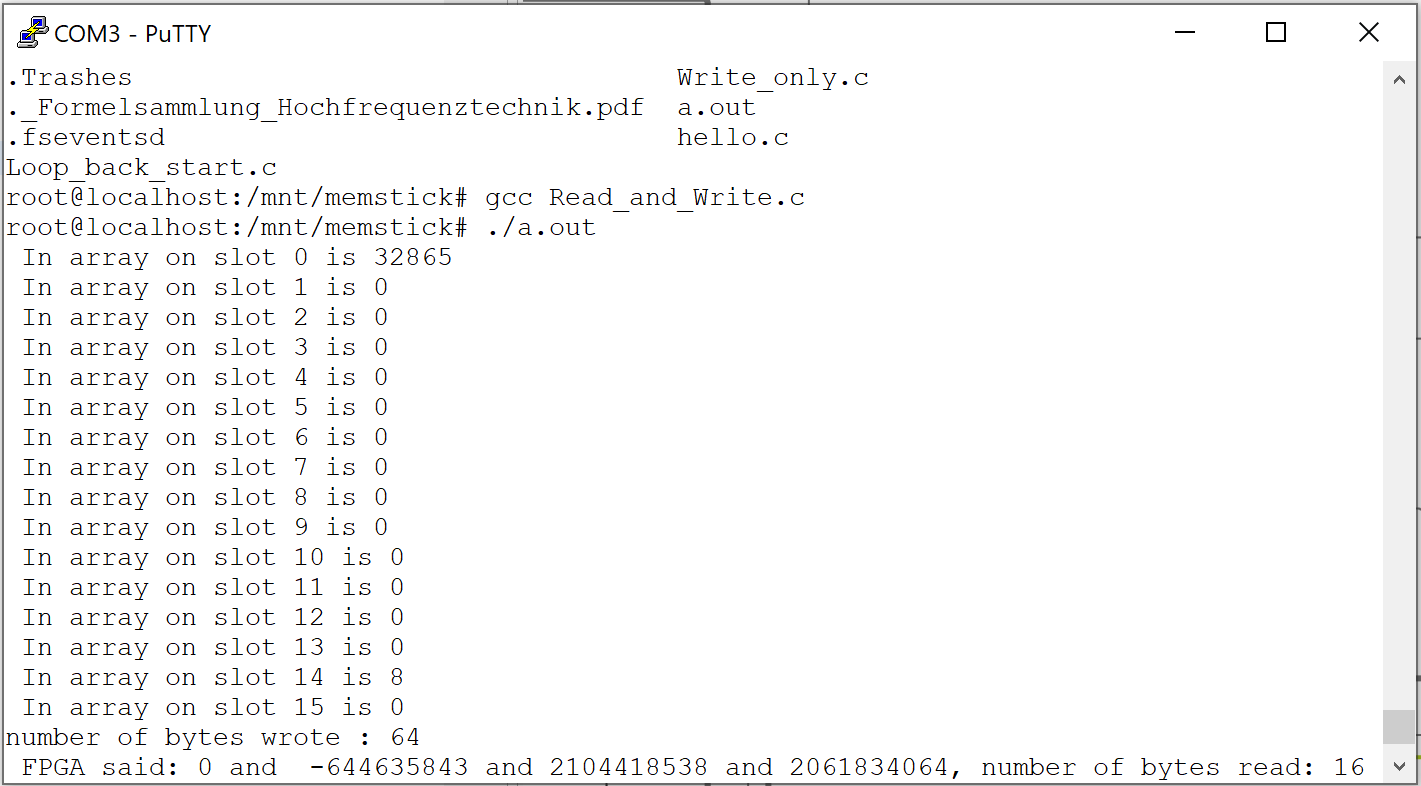 COM3 - PuTTY
.Trashes                                  Write_only.c
._Formelsammlung_Hochfrequenztechnik.pdf  a.out
.fseventsd                                hello.c
Loop_back_start.c
root@localhost:/mnt/memstick# gcc Read_and_Write.c
root@localhost:/mnt/memstick# ./a.out
 In array on slot 0 is 32865
 In array on slot 1 is 0
 In array on slot 2 is 0
 In array on slot 3 is 0
 In array on slot 4 is 0
 In array on slot 5 is 0
 In array on slot 6 is 0
 In array on slot 7 is 0
 In array on slot 8 is 0
 In array on slot 9 is 0
 In array on slot 10 is 0
 In array on slot 11 is 0
 In array on slot 12 is 0
 In array on slot 13 is 0
 In array on slot 14 is 8
 In array on slot 15 is 0
number of bytes wrote : 64
 FPGA said: 0 and  -644635843 and 2104418538 and 2061834064, number of bytes read: 16